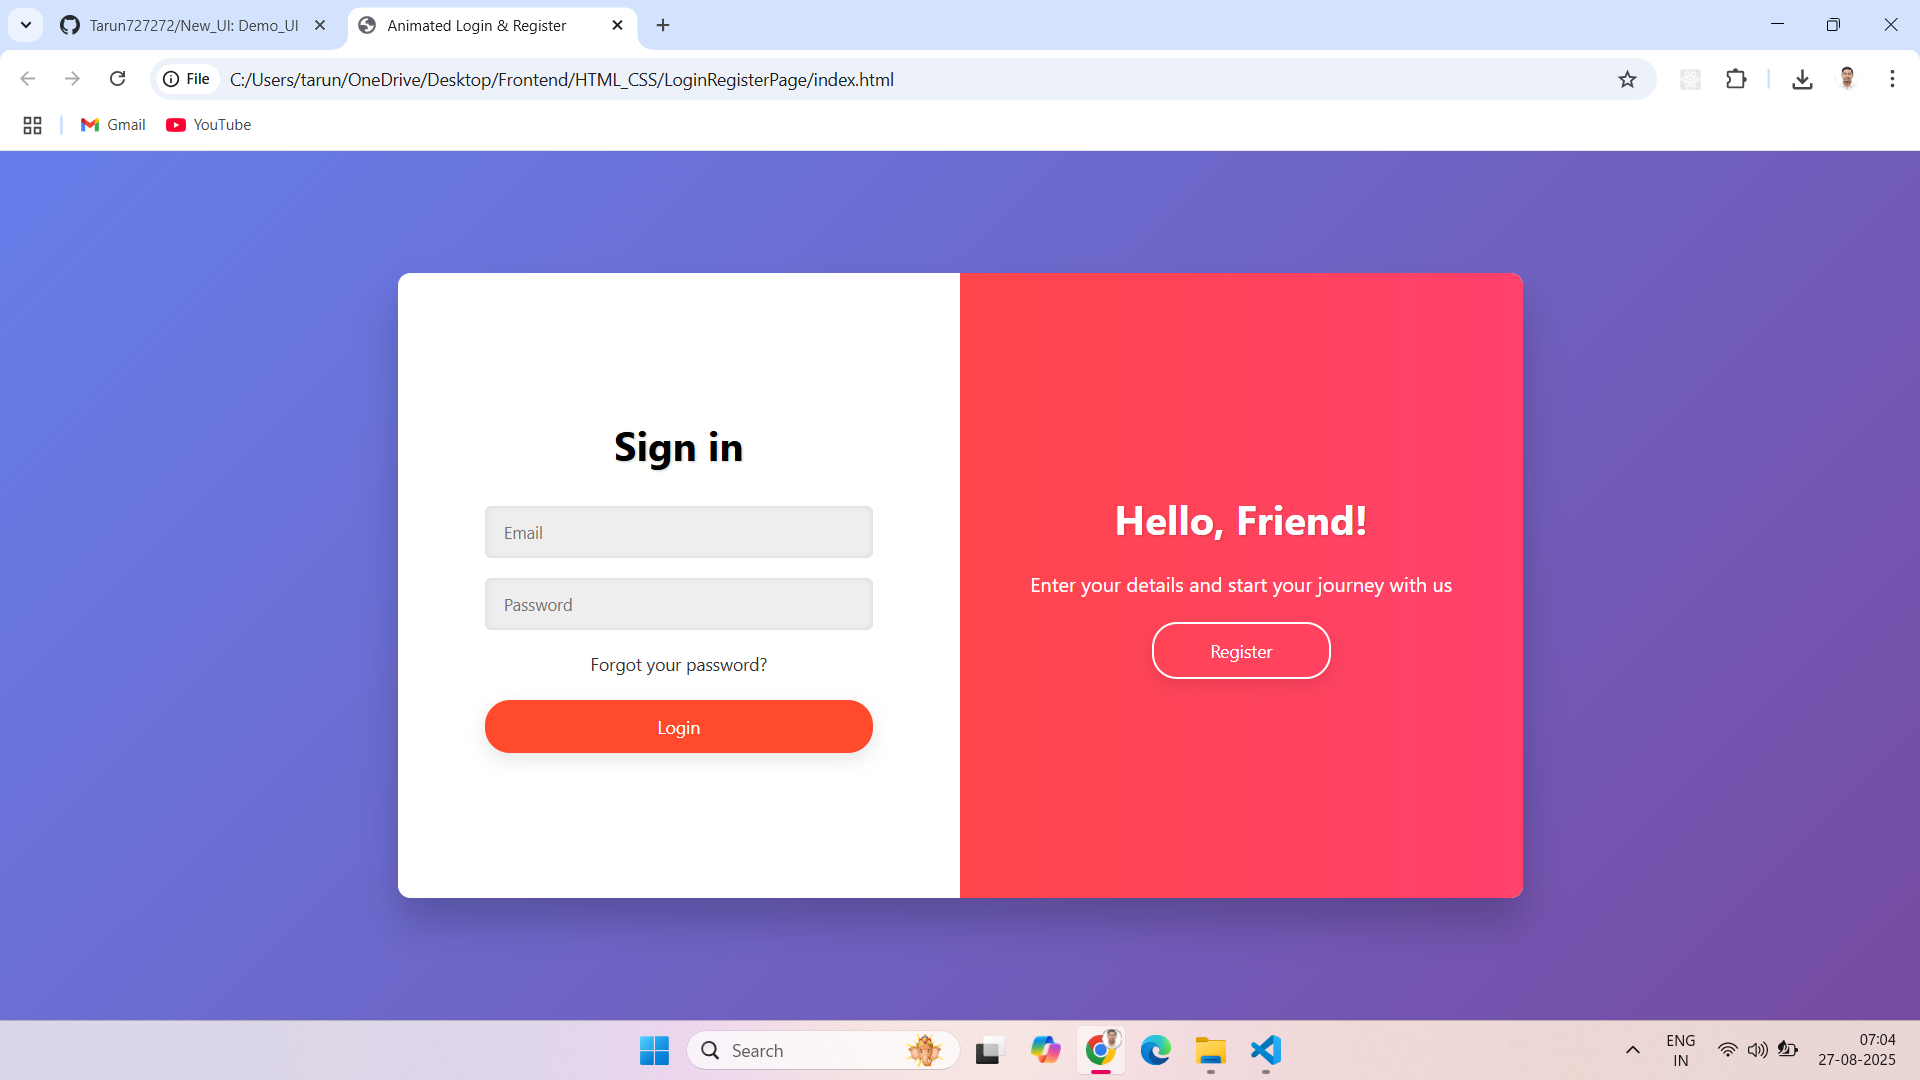 Tarun727272/New_UI: Demo_UI
Animated Login & Register
File
C:/Users/tarun/OneDrive/Desktop/Frontend/HTML_CSS/LoginRegisterPage/index.html
Gmail
YouTube
Sign in
Email
Password
Forgot your password?
Login
Hello, Friend!
Enter your details and start your journey with us
Register
Search
ENG
IN
07:04
27-08-2025